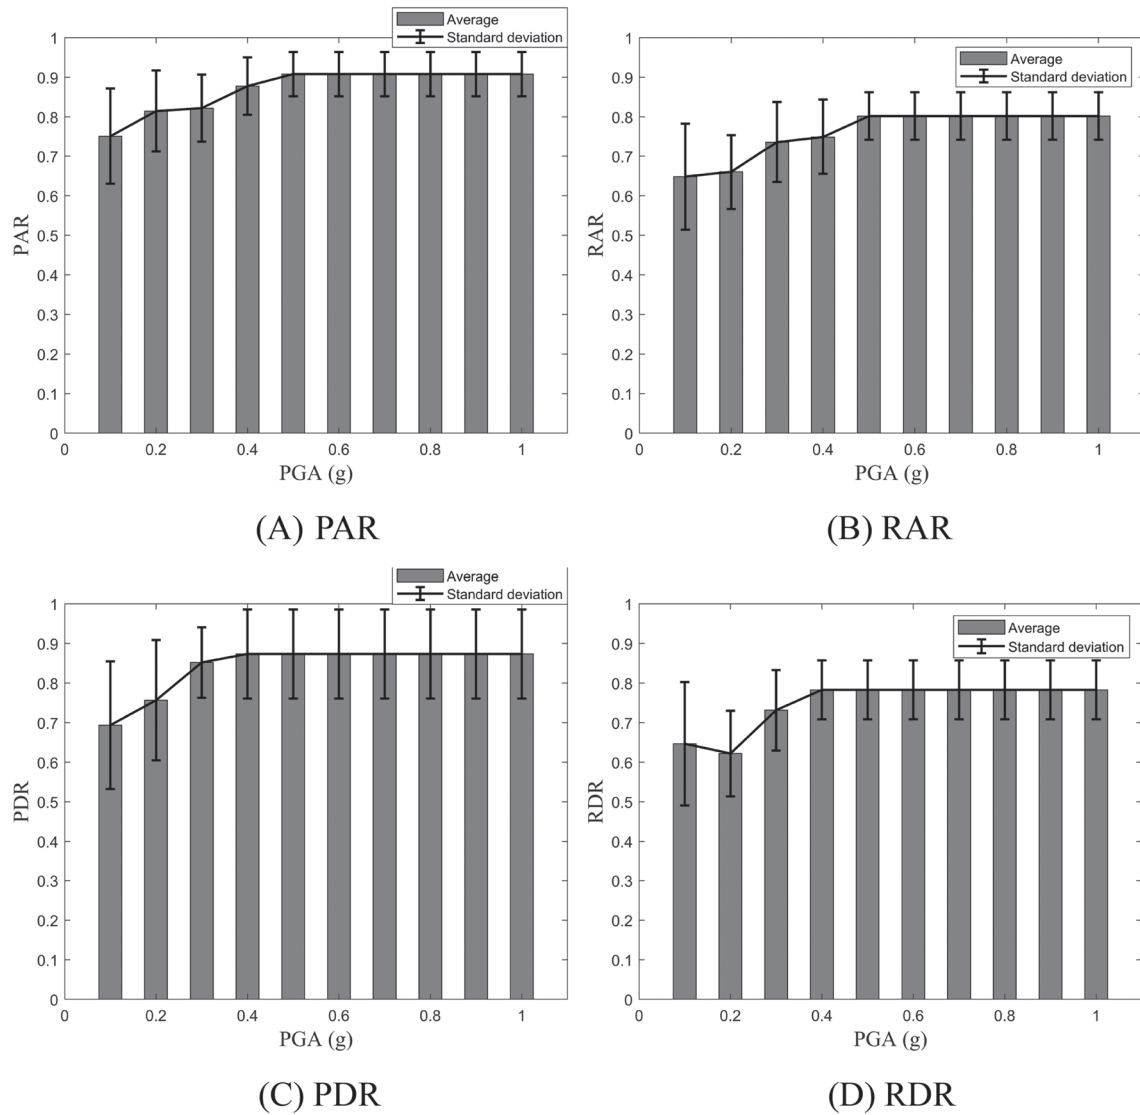 Average
Standard deviation
1
0.9
0.8
0.7
0.6
0.5
0.4
0.3
0.2
0.1
0
PAR
0 0.2 0.4 0.6 0.8 1
PGA (g)
(A) PAR
Average
Standard deviation
1
0.9
0.8
0.7
0.6
0.5
0.4
0.3
0.2
0.1
0
RAR
0 0.2 0.4 0.6 0.8 1
PGA (g)
(B) RAR
Average
Standard deviation
1
0.9
0.8
0.7
0.6
0.5
0.4
0.3
0.2
0.1
0
PDR
0 0.2 0.4 0.6 0.8 1
PGA (g)
(C) PDR
Average
Standard deviation
1
0.9
0.8
0.7
0.6
0.5
0.4
0.3
0.2
0.1
0
RDR
0 0.2 0.4 0.6 0.8 1
PGA (g)
(D) RDR